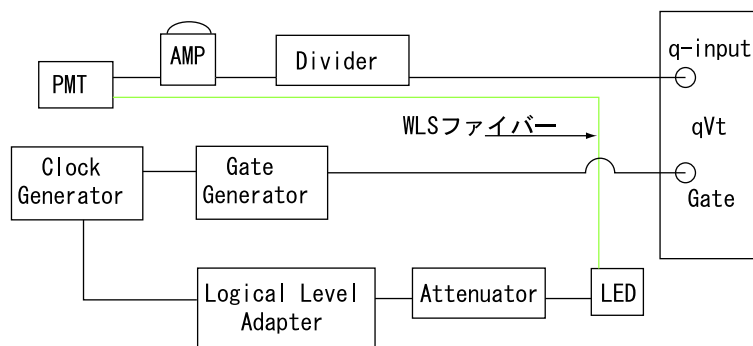 AMP
Divider
PMT
q-input
WLSファイバー
qVt
Clock
Generator
Gate
Generator
Gate
Logical Level
Adapter
Attenuator
LED